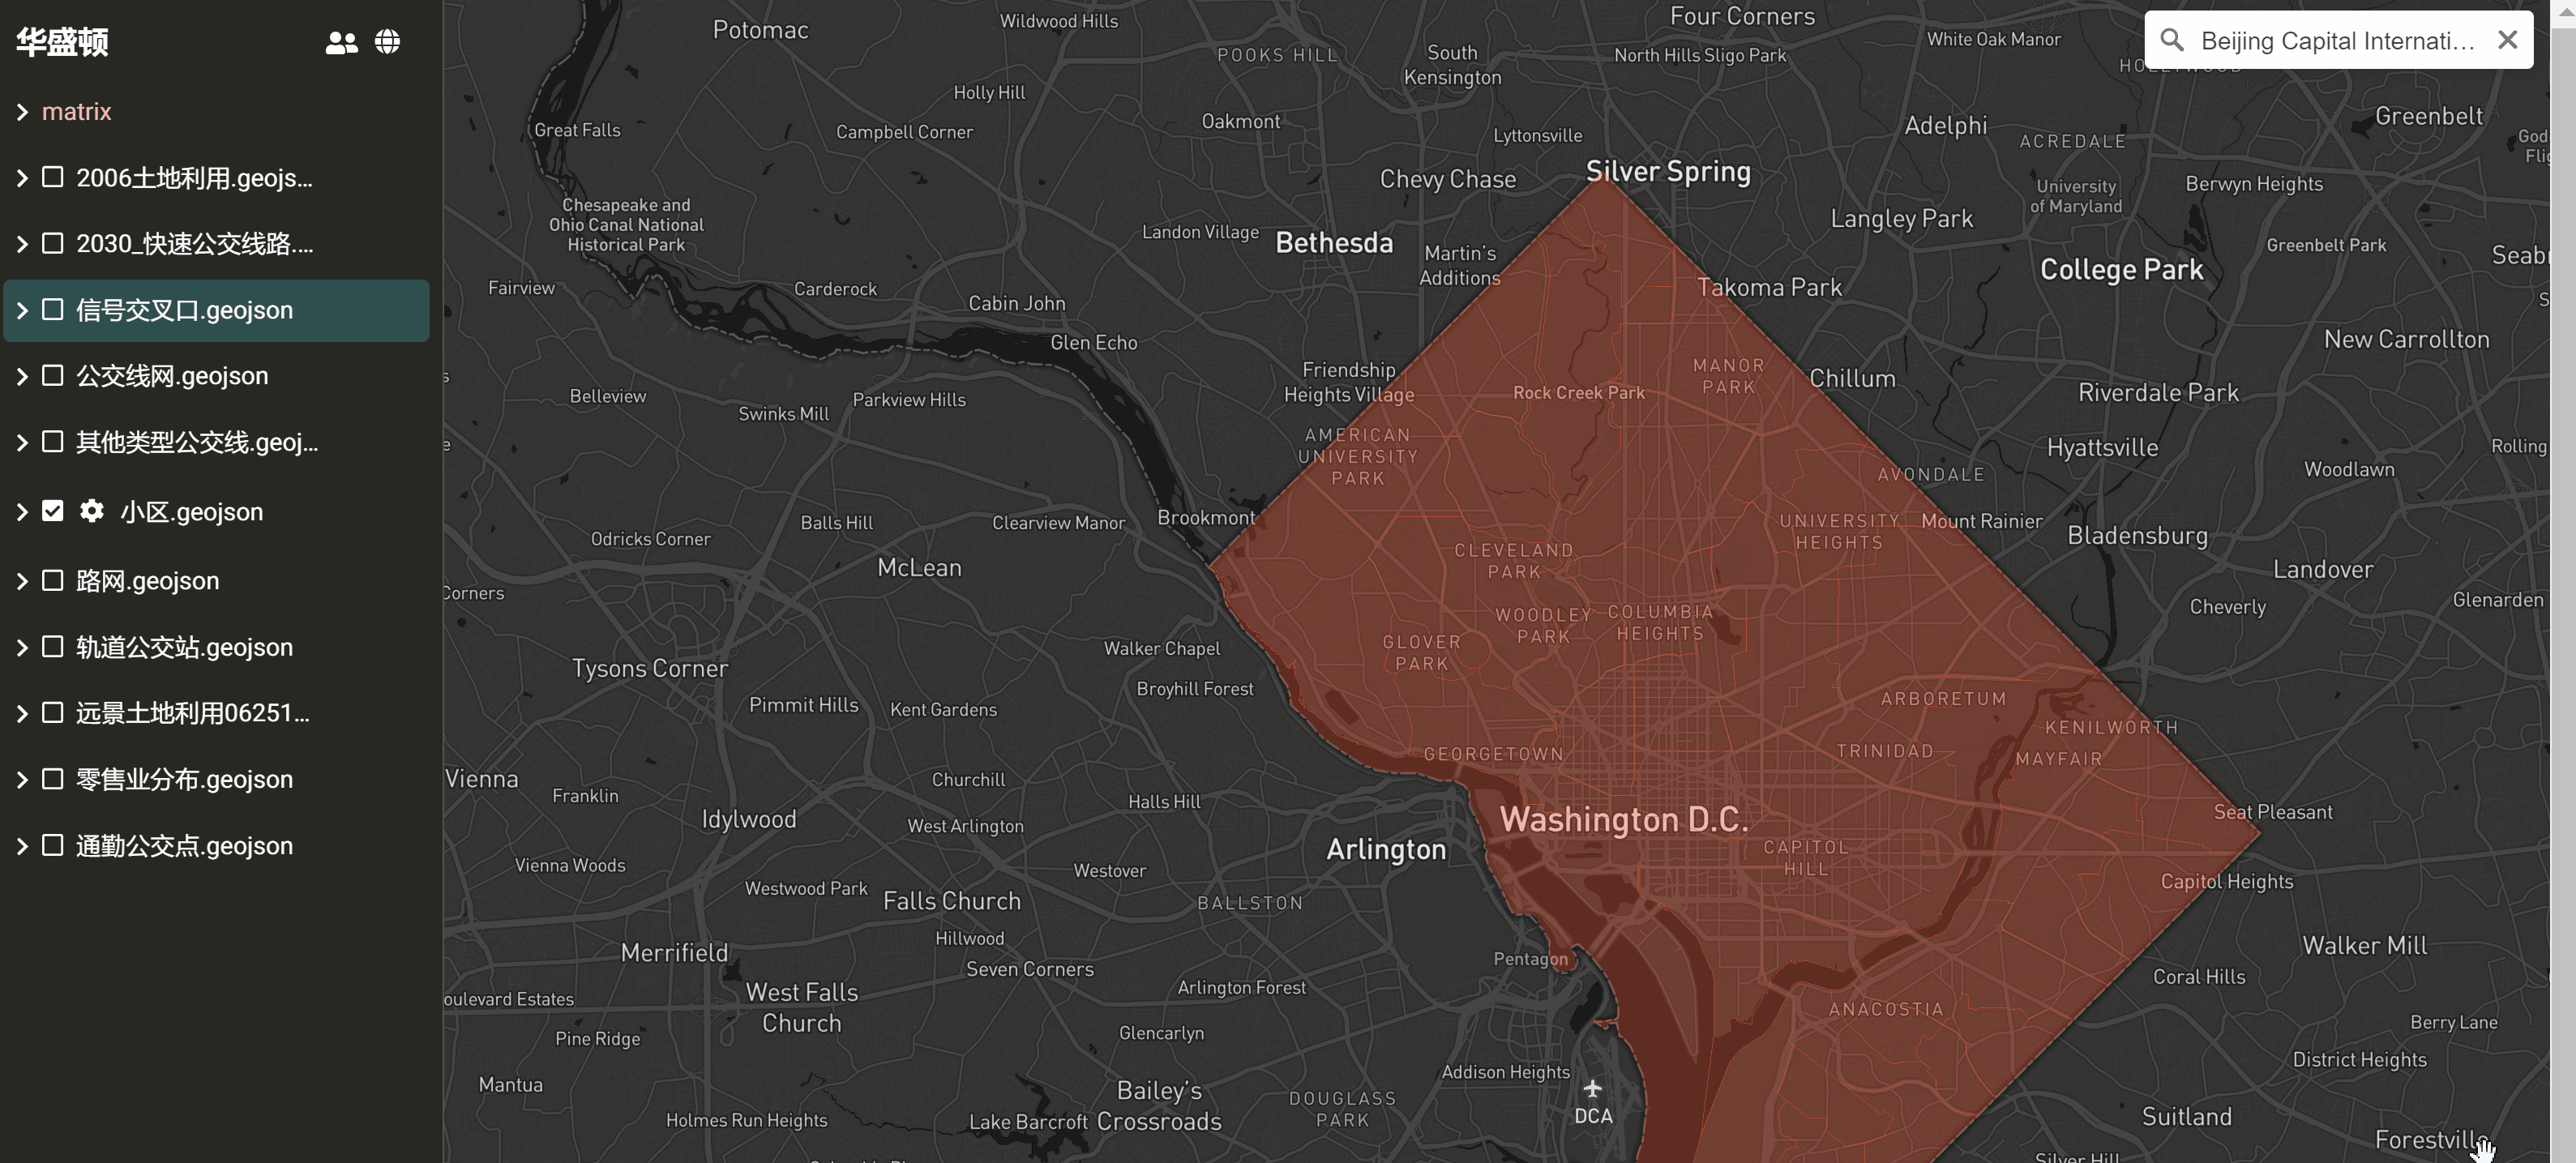 华盛顿
matrix
2006土地利用.geojs...
2030_快速公交线路....
信号交叉口.geojson
公交线网.geojson
其他类型公交线.geoj...
小区.geojson
路网.geojson
轨道公交站.geojson
远景土地利用06251...
零售业分布.geojson
通勤公交点.geojson
Beijing Capital Internati...
Potomac
Wildwood Hills
Four Corners
White Oak Manor
POOKS HILL
South
Kensington
North Hills Sligo Park
Holly Hill
Greenbelt
Great Falls
Campbell Corner
Oakmont
Lyttonsville
Adelphi
ACREDALE
Chevy Chase
Silver Spring
University
of Maryland
Berwyn Heights
Chesapeake and
Ohio Canal National
Historical Park
Landon Village
Bethesda
Martin's
Additions
Langley Park
Greenbelt Park
College Park
Fairview
Carderock
Cabin John
Takoma Park
Glen Echo
New Carrollton
Friendship
Heights Village
Rock Creek Park
MANOR
PARK
Chillum
Riverdale Park
Belleview
Swinks Mill
Parkview Hills
AMERICAN
UNIVERSITY
PARK
Hyattsville
Rolling
AVONDALE
Woodlawn
Odricks Corner
Balls Hill
Clearview Manor
Brookmont
UNIVERSITY
HEIGHTS
Mount Rainier
Bladensburg
McLean
CLEVELAND
PARK
Landover
Corners
WOODLEY
PARK
COLUMBIA
HEIGHTS
Cheverly
Glenarden
Tysons Corner
Walker Chapel
GLOVER
PARK
Broyhill Forest
Pimmit Hills
Kent Gardens
ARBORETUM
KENILWORTH
GEORGETOWN
TRINIDAD
MAYFAIR
Vienna
Franklin
Churchill
Halls Hill
Idylwood
West Arlington
Washington D.C.
Seat Pleasant
Arlington
CAPITOL
HILL
Vienna Woods
Westwood Park
Westover
Capitol Heights
Falls Church
BALLSTON
Hillwood
Merrifield
Seven Corners
Pentagon
Walker Mill
Coral Hills
oulevard Estates
West Falls
Church
Arlington Forest
ANACOSTIA
Pine Ridge
Glencarlyn
Berry Lane
District Heights
Mantua
Addison Heights
Bailey's
Crossroads
DOUGLASS
PARK
DCA
Holmes Run Heights
Lake Barcroft
Suitland
Forestville
Silver Hill